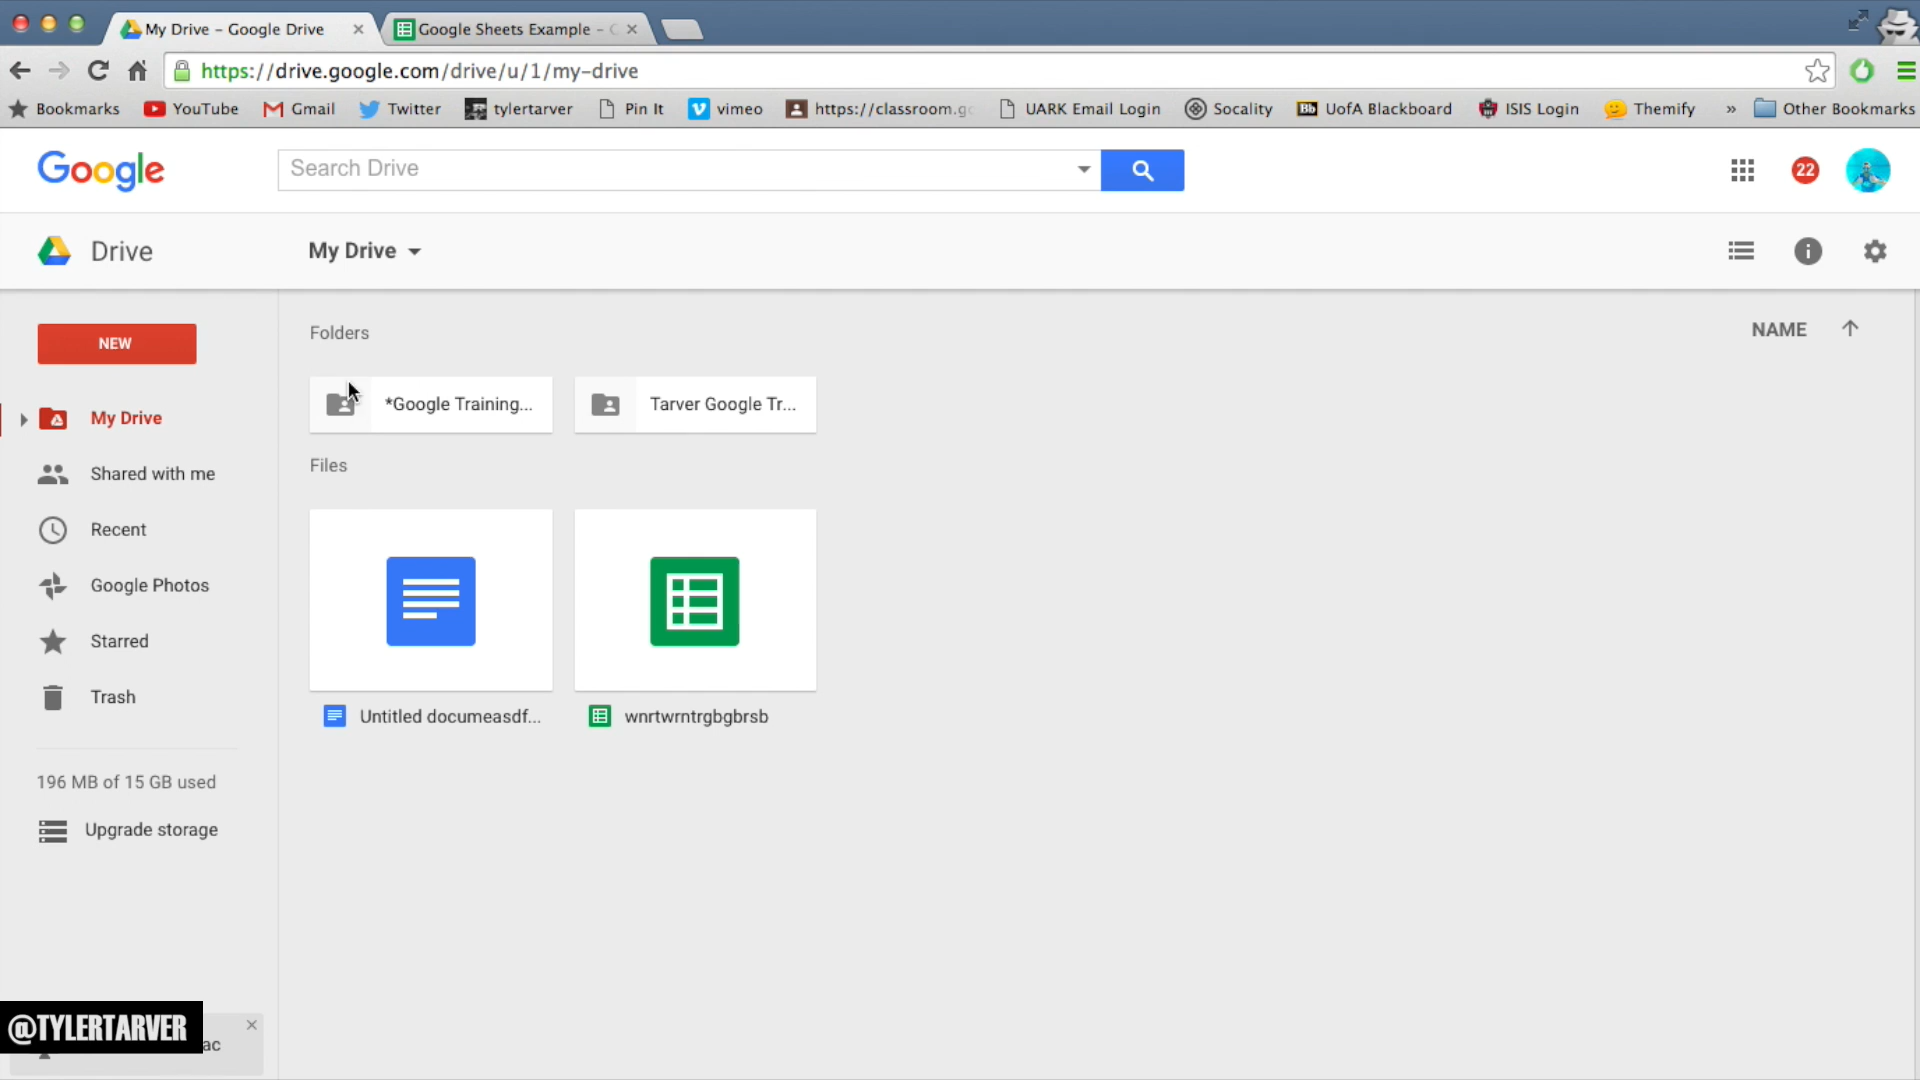 My Drive – Google Drive
Google Sheets Example –
https://drive.google.com/drive/u/1/my-drive
Bookmarks YouTube Gmail Twitter tylertarver Pin It vimeo https://classroom.gc UARK Email Login Socality Bb UofA Blackboard ISIS Login Themify » Other Bookmarks
Google
Search Drive
22
Drive
My Drive
NEW
Folders
NAME
*Google Training...
Tarver Google Tr...
My Drive
Shared with me
Recent
Google Photos
Starred
Trash
Files
Untitled documeasdf...
wnrtwrntrgbgbrsb
196 MB of 15 GB used
Upgrade storage
@TYLERTARVER
ac